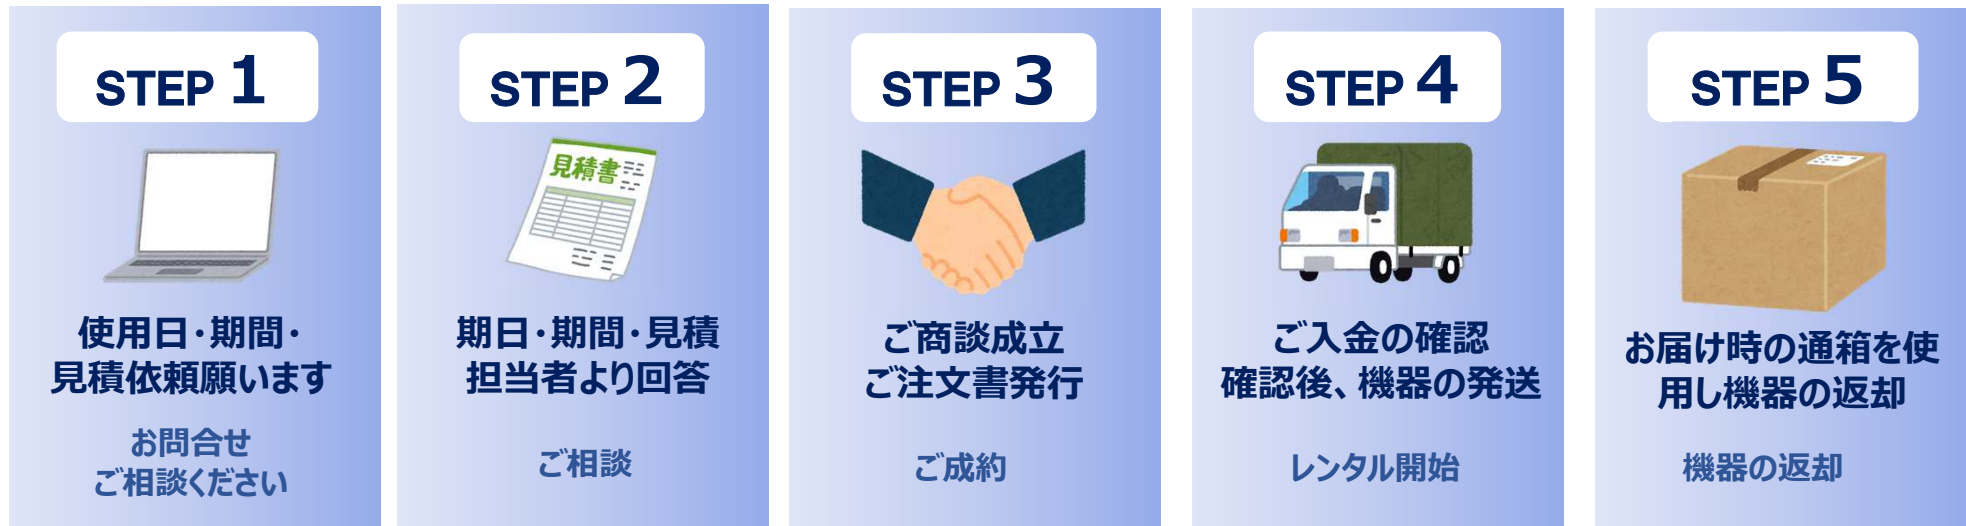 STEP 1
見積書
使用日・期間・
見積依頼願います
お問合せ
ご相談ください
STEP 2
期日・期間・見積
担当者より回答
ご相談
STEP 3
ご商談成立
ご注文書発行
ご成約
STEP 4
ご入金の確認
確認後、機器の発送
レンタル開始
STEP 5
お届け時の通箱を使
用し機器の返却
機器の返却